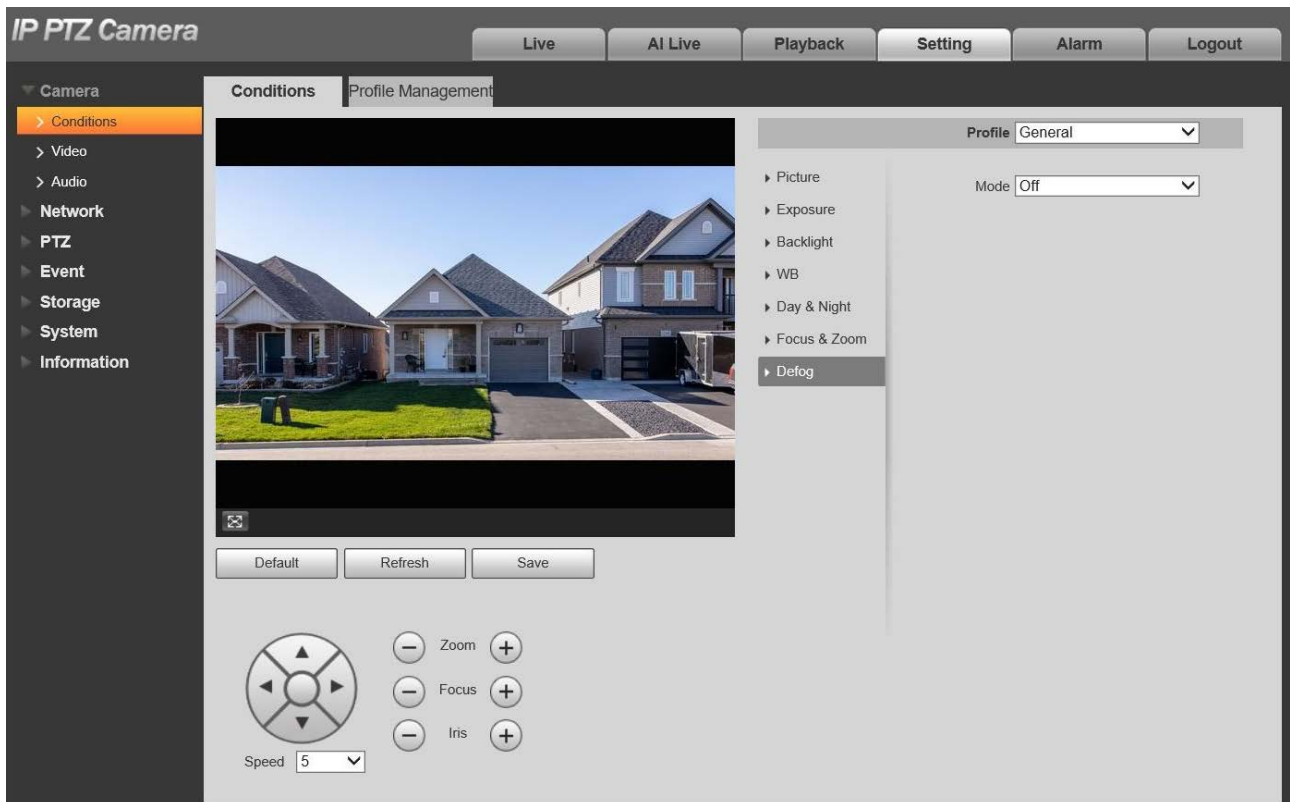 IP PTZ Camera
Live
AI Live
Playback
Setting
Alarm
Logout
Camera
Conditions
Video
Audio
Network
PTZ
Event
Storage
System
Information
Conditions
Profile Management
Profile General
Picture
Exposure
Backlight
WB
Day & Night
Focus & Zoom
Defog
Mode Off
Default
Refresh
Save
Zoom
Focus
Iris
Speed 5